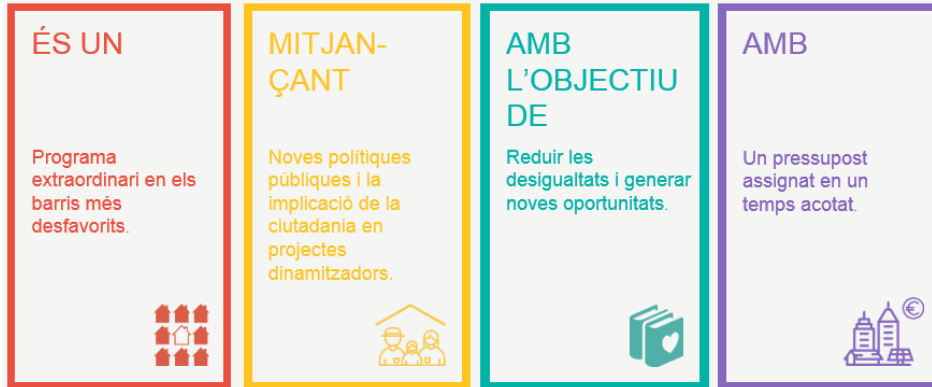 ÉS UN
Programa
extraordinari en els
barris més
desfavorits.
MITJAN-
ÇANT
Noves polítiques
públiques i la
implicació de la
ciutadania en
projectes
dinamitzadors.
AMB
L’OBJECTIU
DE
Reduir les
desigualtats i generar
noves oportunitats.
AMB
Un pressupost
assignat en un
temps acotat.
€